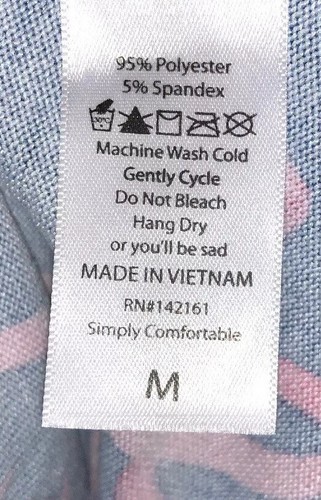 95% Polyester
5% Spandex
30°C
Machine Wash Cold
Gently Cycle
Do Not Bleach
Hang Dry
or you'll be sad
MADE IN VIETNAM
RN#142161
Simply Comfortable
M